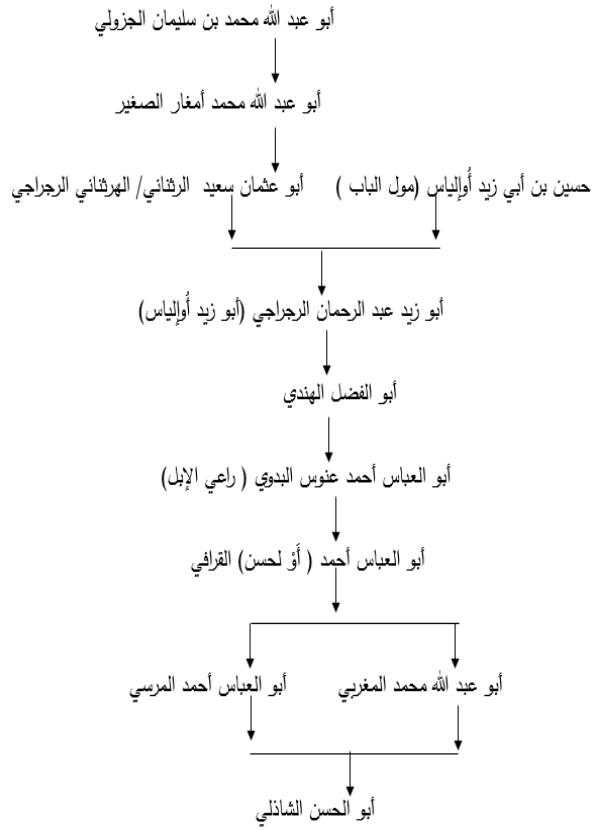 أبو عبد الله محمد بن سليمان الجزولي
أبو عبد الله محمد أمغار الصغير
حسين بن أبي زيد أُوإلياس (مول الباب ) أبو عثمان سعيد الرثناني/ الهرثناني الرجراجي
أبو زيد عبد الرحمان الرجراجي (أبو زيد أُوإلياس)
أبو الفضل الهندي
أبو العباس أحمد عنوس البدوي ( راعي الإبل)
أبو العباس أحمد ( أَوْ لحسن) القرافي
أبو عبد الله محمد المغربي أبو العباس أحمد المرسي
أبو الحسن الشاذلي